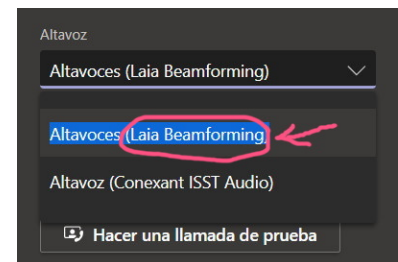 Altavoz
Altavoces (Laia Beamforming)
Altavoces (Laia Beamforming)
Altavoz (Conexant ISST Audio)
Hacer una llamada de prueba